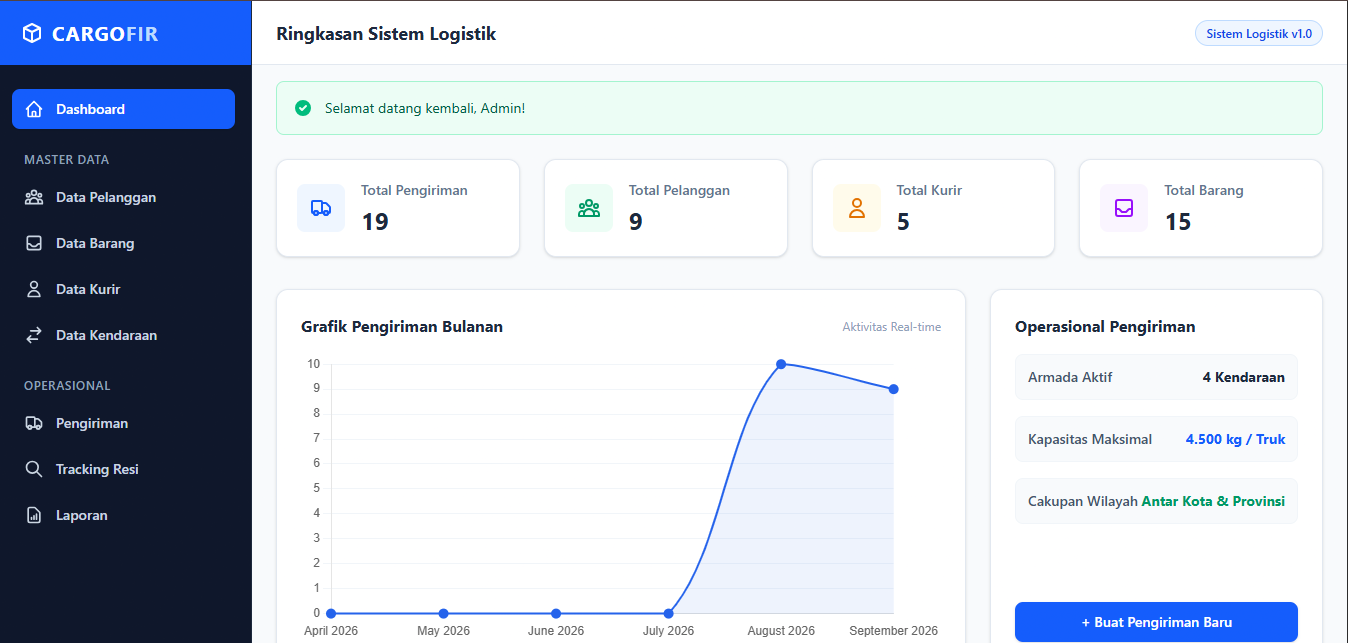 CARGOFIR
Dashboard
MASTER DATA
Data Pelanggan
Data Barang
Data Kurir
Data Kendaraan
OPERASIONAL
Pengiriman
Tracking Resi
Laporan
Ringkasan Sistem Logistik
Sistem Logistik v1.0
Selamat datang kembali, Admin!
Total Pengiriman
19
Total Pelanggan
9
Total Kurir
5
Total Barang
15
Grafik Pengiriman Bulanan
Aktivitas Real-time
10
9
8
7
6
5
4
3
2
1
0
April 2026 May 2026 June 2026 July 2026 August 2026 September 2026
Operasional Pengiriman
Armada Aktif 4 Kendaraan
Kapasitas Maksimal 4.500 kg / Truk
Cakupan Wilayah Antar Kota & Provinsi
+ Buat Pengiriman Baru